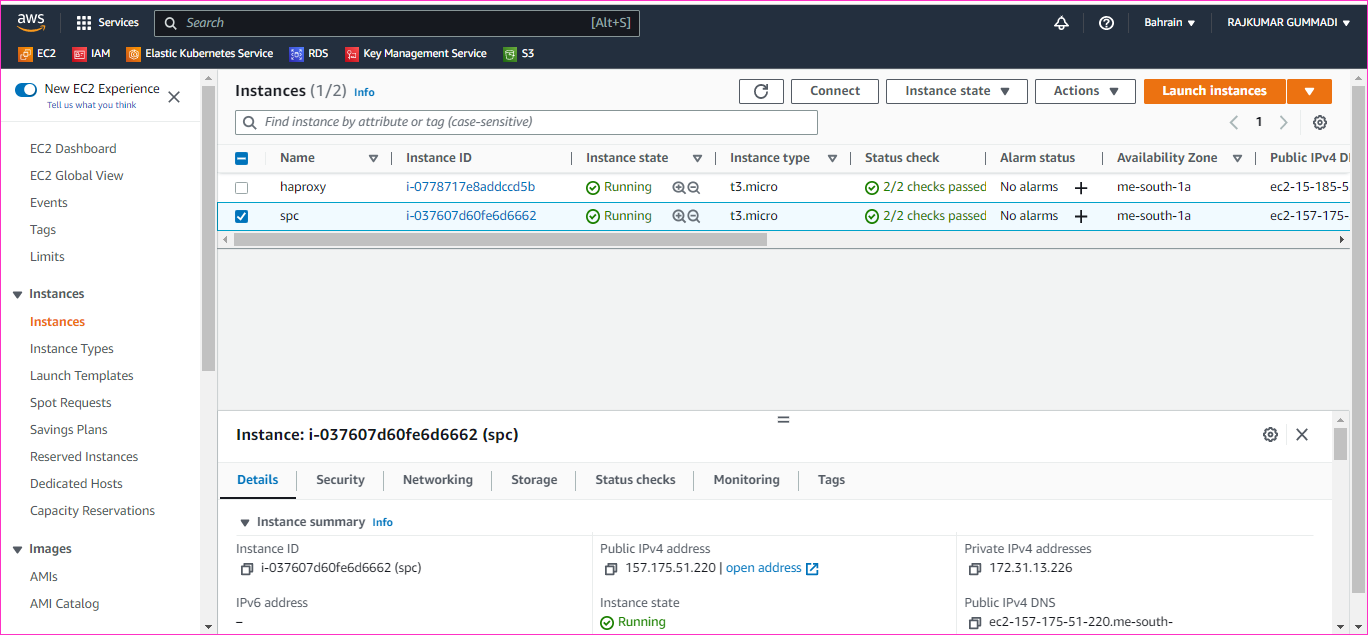 aws
Services
Search
[Alt+S]
Bahrain
RAJKUMAR GUMMADI
EC2
IAM
Elastic Kubernetes Service
RDS
Key Management Service
S3
New EC2 Experience
Tell us what you think
EC2 Dashboard
EC2 Global View
Events
Tags
Limits
Instances
Instances
Instance Types
Launch Templates
Spot Requests
Savings Plans
Reserved Instances
Dedicated Hosts
Capacity Reservations
Images
AMIs
AMI Catalog
Instances (1/2) Info
Connect
Instance state
Actions
Launch instances
Find instance by attribute or tag (case-sensitive)
1
Name Instance ID Instance state Instance type Status check Alarm status Availability Zone Public IPv4 D
haproxy i-0778717e8addccd5b Running t3.micro 2/2 checks passed No alarms me-south-1a ec2-15-185-5
spc i-037607d60fe6d6662 Running t3.micro 2/2 checks passed No alarms me-south-1a ec2-157-175-
Instance: i-037607d60fe6d6662 (spc)
Details Security Networking Storage Status checks Monitoring Tags
Instance summary Info
Instance ID
i-037607d60fe6d6662 (spc)
Public IPv4 address
157.175.51.220 | open address
Private IPv4 addresses
172.31.13.226
IPv6 address
–
Instance state
Running
Public IPv4 DNS
ec2-157-175-51-220.me-south-